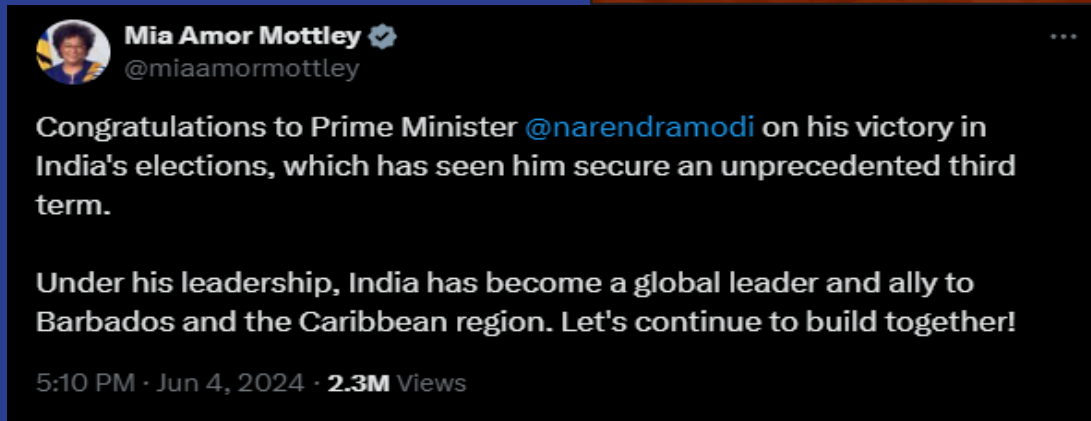 Mia Amor Mottley
@miaamormottley
Congratulations to Prime Minister @narendramodi on his victory in
India's elections, which has seen him secure an unprecedented third
term.
Under his leadership, India has become a global leader and ally to
Barbados and the Caribbean region. Let's continue to build together!
5:10 PM · Jun 4, 2024 · 2.3M Views